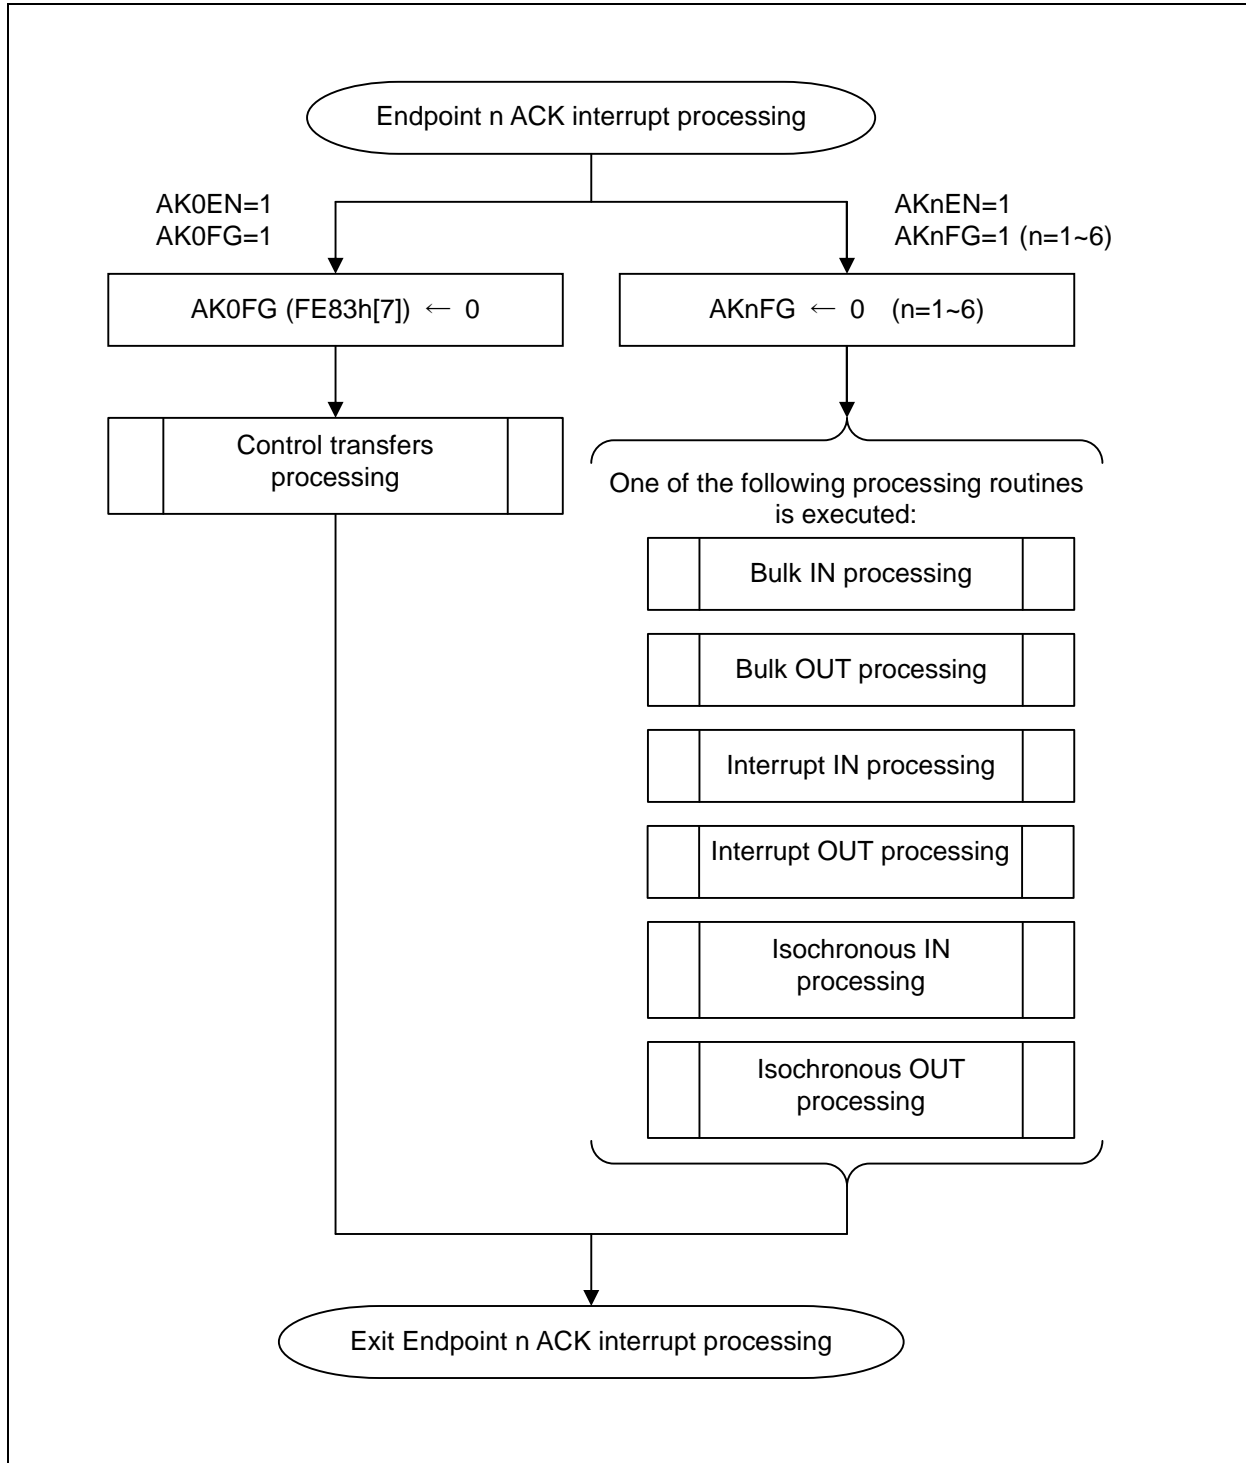 Endpoint n ACK interrupt processing
AK0EN=1
AK0FG=1
AKnEN=1
AKnFG=1 (n=1~6)
AK0FG (FE83h[7]) ← 0
AKnFG ← 0 (n=1~6)
Control transfers
processing
One of the following processing routines
is executed:
Bulk IN processing
Bulk OUT processing
Interrupt IN processing
Interrupt OUT processing
Isochronous IN
processing
Isochronous OUT
processing
Exit Endpoint n ACK interrupt processing